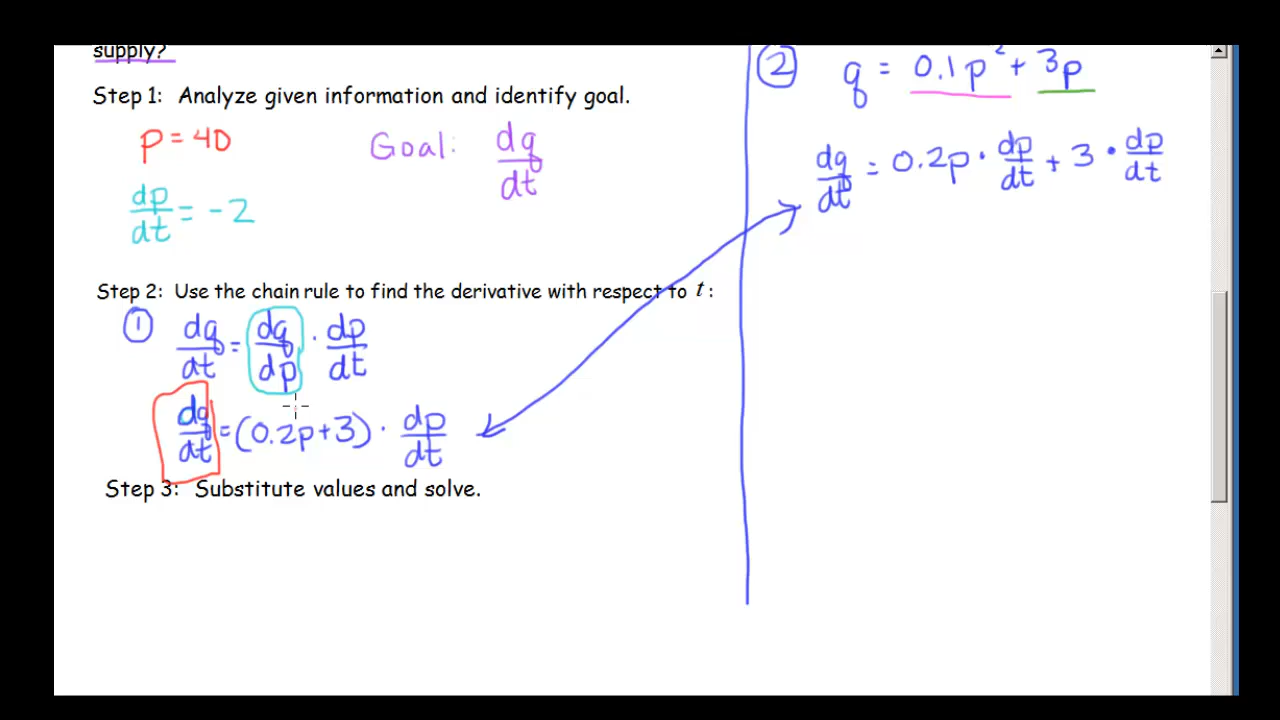 supply?
Step 1: Analyze given information and identify goal.
p = 40
Goal: dq/dt
dp/dt = -2
Step 2: Use the chain rule to find the derivative with respect to t:
① dq/dt = dq/dp · dp/dt
dq/dt = (0.2p+3) · dp/dt
Step 3: Substitute values and solve.
② q = 0.1p² + 3p
dq/dt = 0.2p · dp/dt + 3 · dp/dt